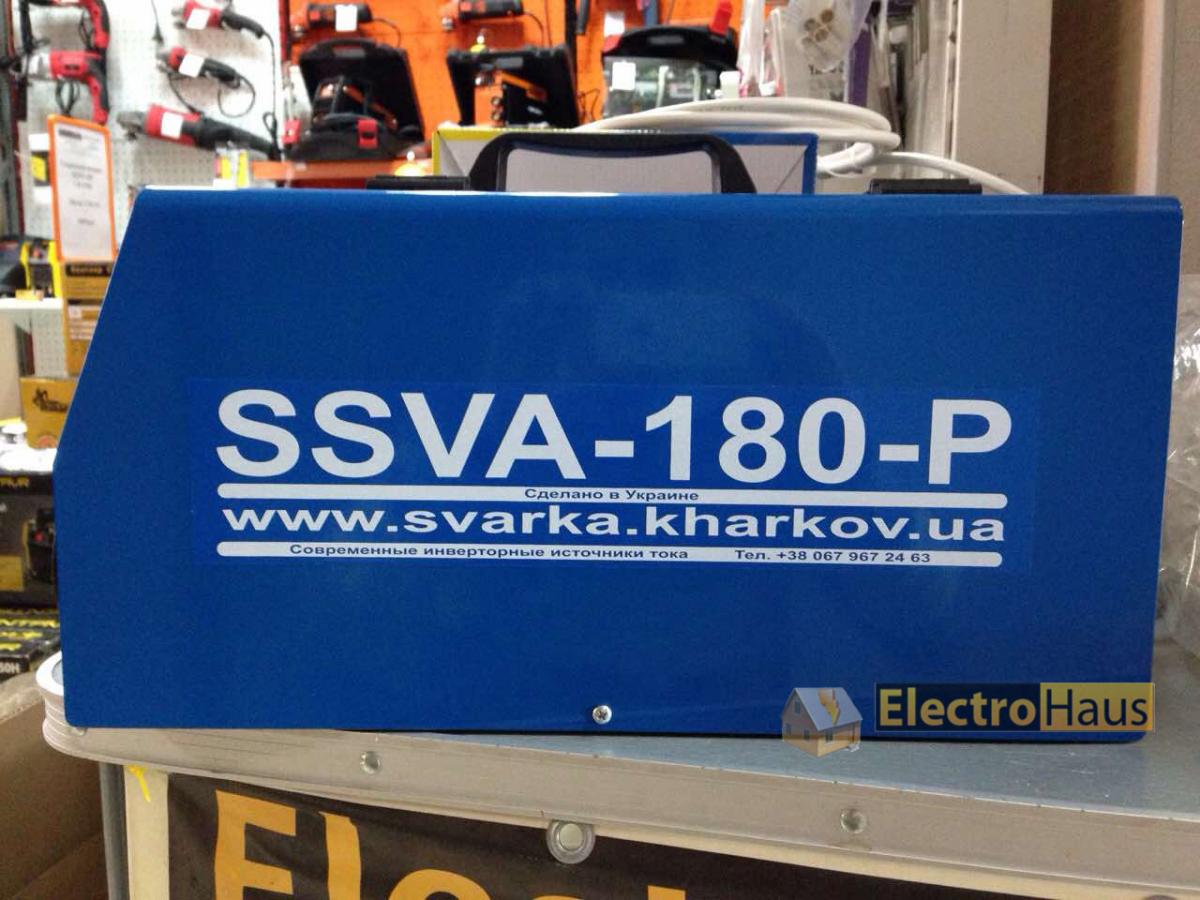 SSVA-180-P
Сделано в Украине
www.svarka.kharkov.ua
Современные инверторные источники тока Тел. +38 067 967 24 63
ElectroHaus